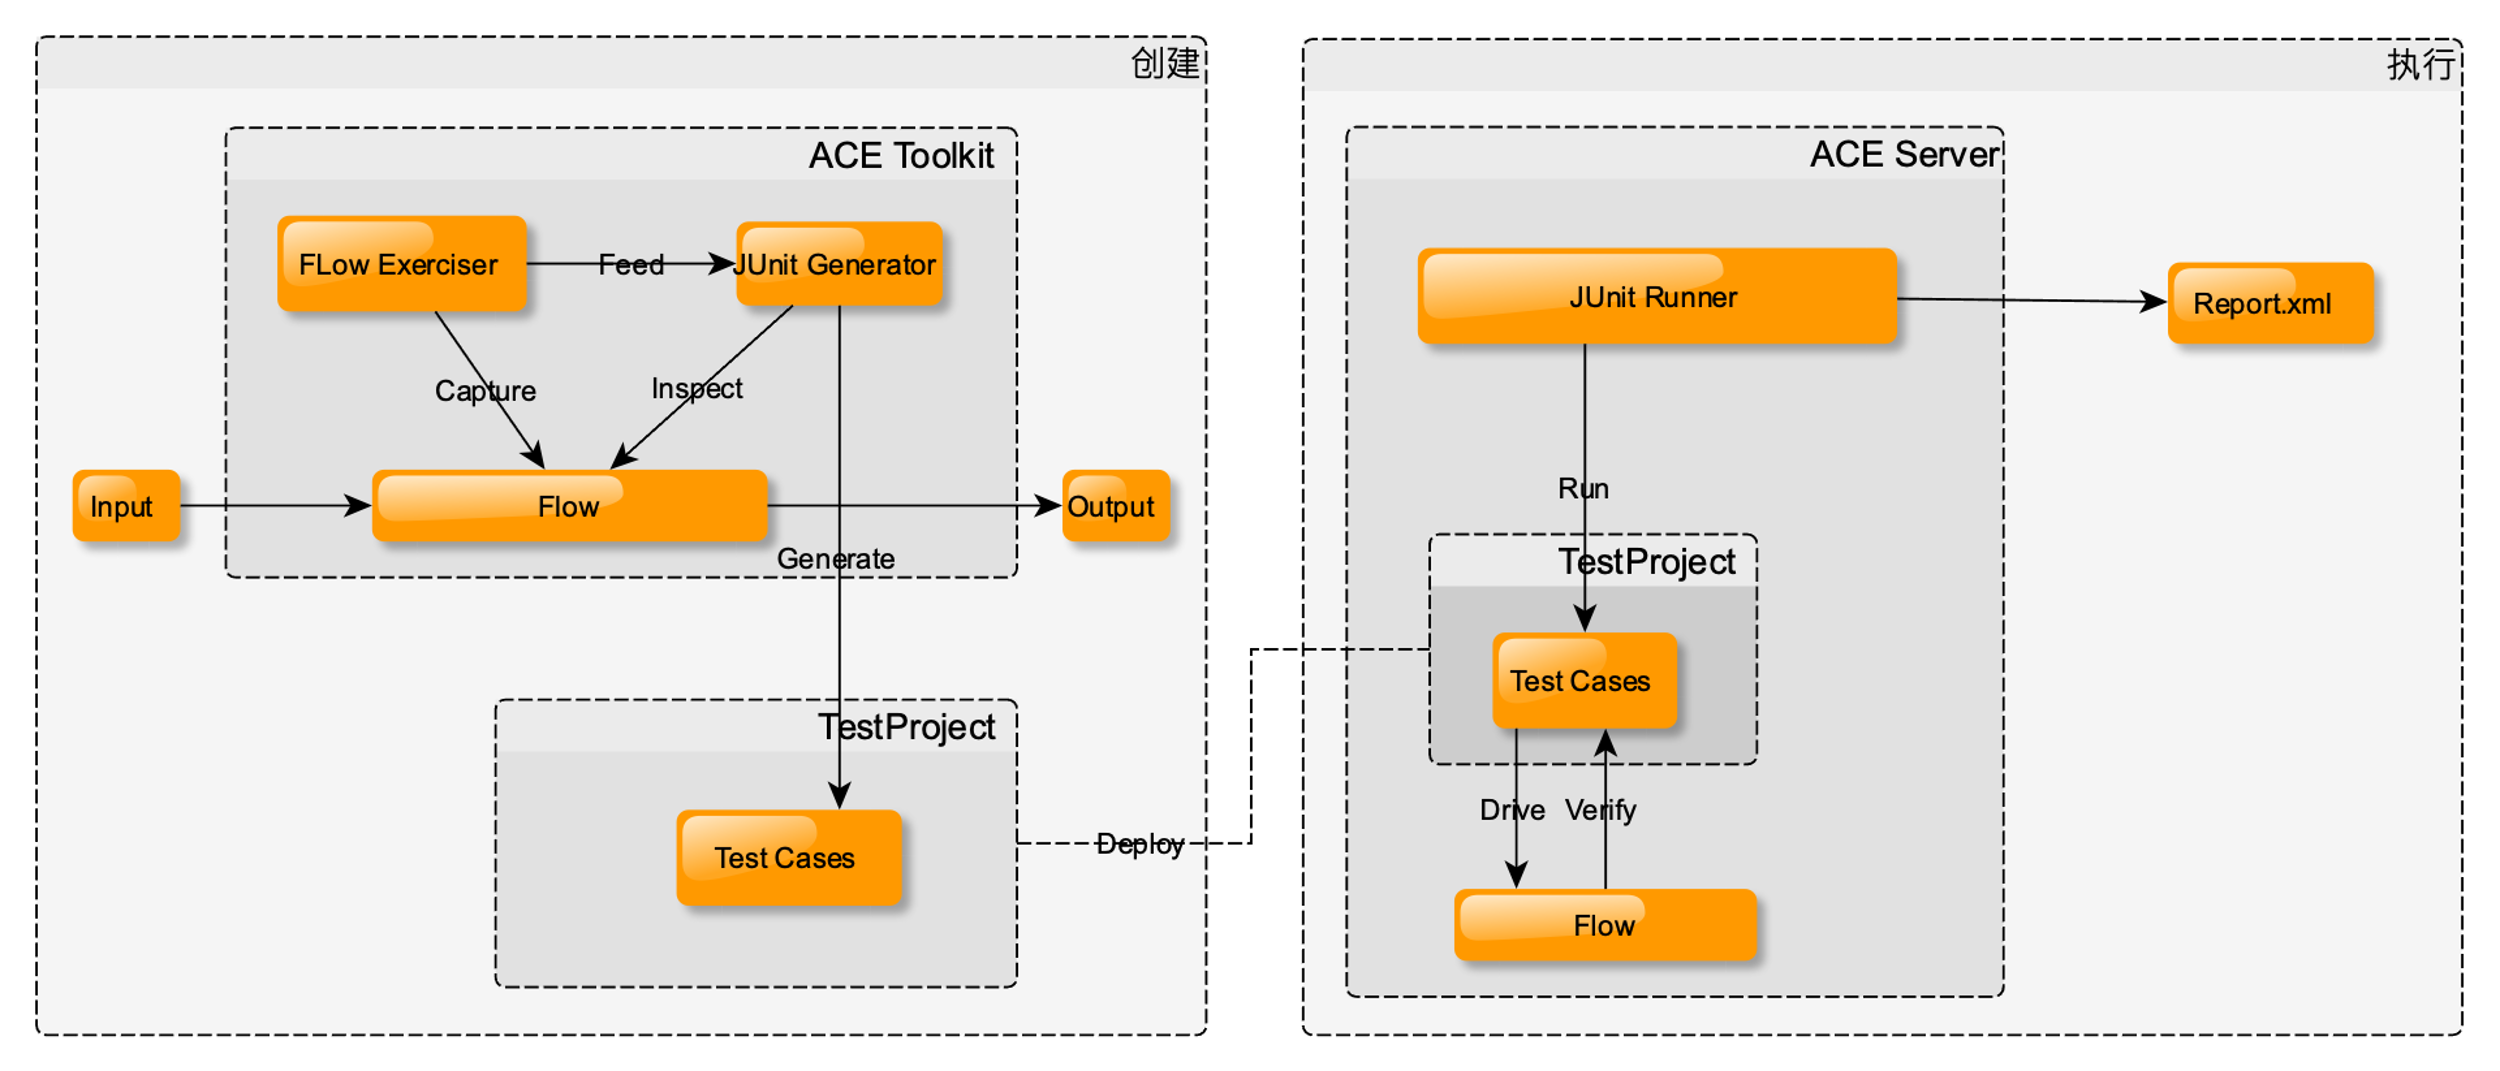 创建
ACE Toolkit
FLow Exerciser
Feed
JUnit Generator
Capture
Inspect
Input
Flow
Output
Generate
TestProject
Test Cases
Deploy
执行
ACE Server
JUnit Runner
Report.xml
Run
TestProject
Test Cases
Drive
Verify
Flow